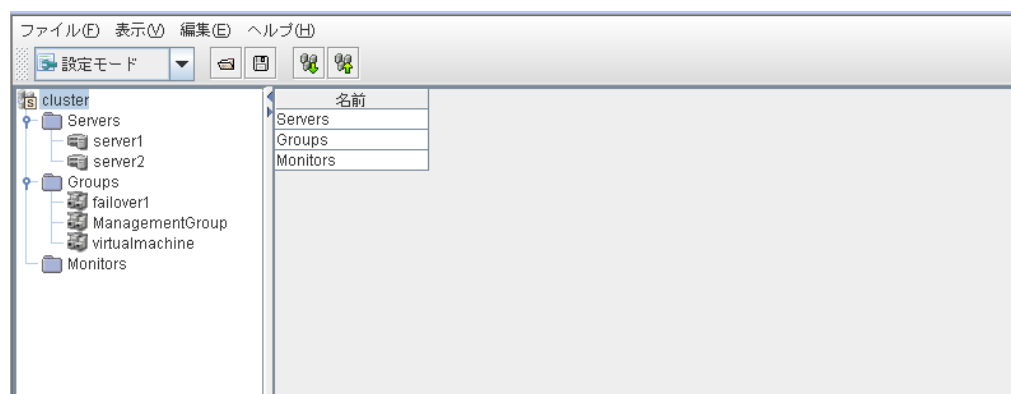 ファイル(F) 表示(V) 編集(E) ヘルプ(H)
設定モード
cluster
Servers
server1
server2
Groups
failover1
ManagementGroup
virtualmachine
Monitors
名前
Servers
Groups
Monitors